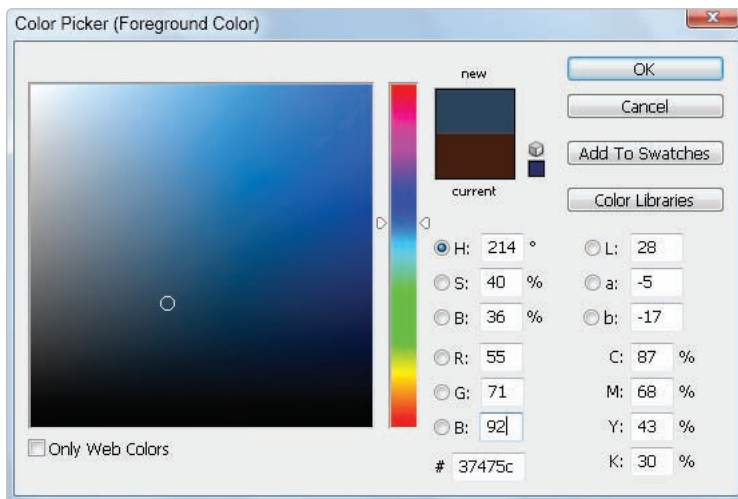 Color Picker (Foreground Color)
new
current
OK
Cancel
Add To Swatches
Color Libraries
H: 214 °
S: 40 %
B: 36 %
R: 55
G: 71
B: 92
# 37475c
L: 28
a: -5
b: -17
C: 87 %
M: 68 %
Y: 43 %
K: 30 %
Only Web Colors